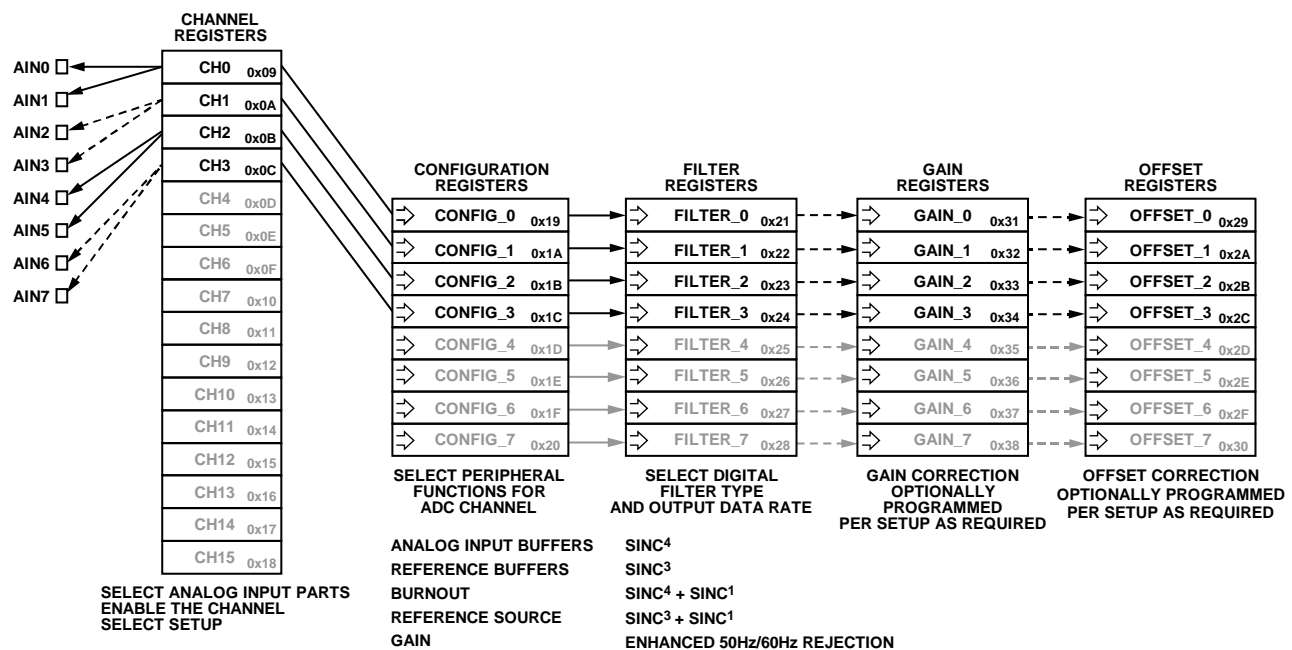 CHANNEL
REGISTERS
AIN0
AIN1
AIN2
AIN3
AIN4
AIN5
AIN6
AIN7
CH0 0x09
CH1 0x0A
CH2 0x0B
CH3 0x0C
CH4 0x0D
CH5 0x0E
CH6 0x0F
CH7 0x10
CH8 0x11
CH9 0x12
CH10 0x13
CH11 0x14
CH12 0x15
CH13 0x16
CH14 0x17
CH15 0x18
SELECT ANALOG INPUT PARTS
ENABLE THE CHANNEL
SELECT SETUP
CONFIGURATION
REGISTERS
CONFIG_0 0x19
CONFIG_1 0x1A
CONFIG_2 0x1B
CONFIG_3 0x1C
CONFIG_4 0x1D
CONFIG_5 0x1E
CONFIG_6 0x1F
CONFIG_7 0x20
SELECT PERIPHERAL
FUNCTIONS FOR
ADC CHANNEL
ANALOG INPUT BUFFERS
REFERENCE BUFFERS
BURNOUT
REFERENCE SOURCE
GAIN
FILTER
REGISTERS
FILTER_0 0x21
FILTER_1 0x22
FILTER_2 0x23
FILTER_3 0x24
FILTER_4 0x25
FILTER_5 0x26
FILTER_6 0x27
FILTER_7 0x28
SELECT DIGITAL
FILTER TYPE
AND OUTPUT DATA RATE
SINC4
SINC3
SINC4 + SINC1
SINC3 + SINC1
ENHANCED 50Hz/60Hz REJECTION
GAIN
REGISTERS
GAIN_0 0x31
GAIN_1 0x32
GAIN_2 0x33
GAIN_3 0x34
GAIN_4 0x35
GAIN_5 0x36
GAIN_6 0x37
GAIN_7 0x38
GAIN CORRECTION
OPTIONALLY
PROGRAMMED
PER SETUP AS REQUIRED
OFFSET
REGISTERS
OFFSET_0 0x29
OFFSET_1 0x2A
OFFSET_2 0x2B
OFFSET_3 0x2C
OFFSET_4 0x2D
OFFSET_5 0x2E
OFFSET_6 0x2F
OFFSET_7 0x30
OFFSET CORRECTION
OPTIONALLY PROGRAMMED
PER SETUP AS REQUIRED